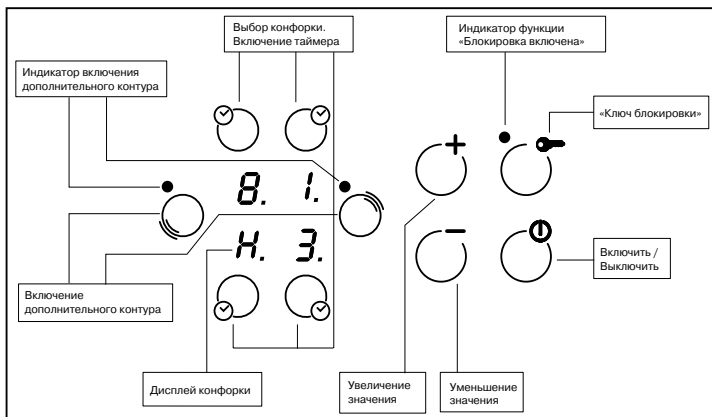 Выбор конфорки.
Включение таймера
Индикатор функции
«Блокировка включена»
Индикатор включения
дополнительного контура
«Ключ блокировки»
8. 1.
H. 3.
Включить /
Выключить
Включение
дополнительного контура
Дисплей конфорки
Увеличение
значения
Уменьшение
значения